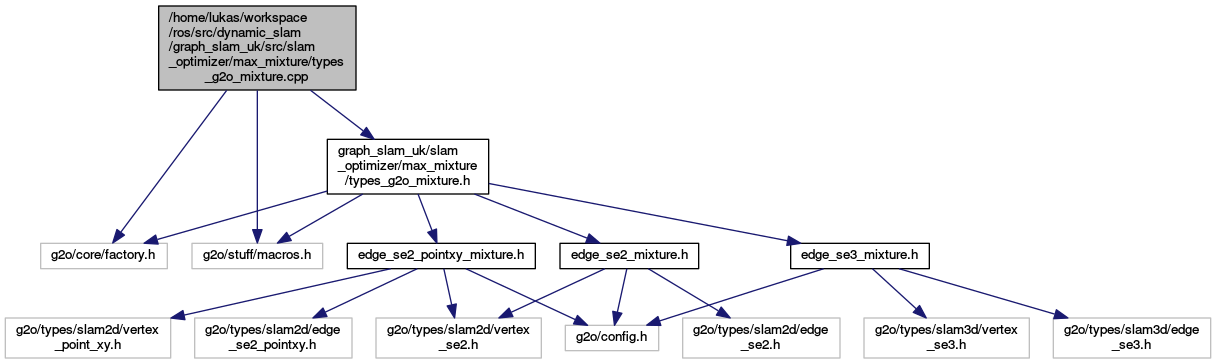 /home/lukas/workspace
/ros/src/dynamic_slam
/graph_slam_uk/src/slam
_optimizer/max_mixture/types
_g2o_mixture.cpp
graph_slam_uk/slam
_optimizer/max_mixture
/types_g2o_mixture.h
g2o/core/factory.h
g2o/stuff/macros.h
edge_se2_pointxy_mixture.h
edge_se2_mixture.h
edge_se3_mixture.h
g2o/types/slam2d/vertex
_point_xy.h
g2o/types/slam2d/edge
_se2_pointxy.h
g2o/types/slam2d/vertex
_se2.h
g2o/config.h
g2o/types/slam2d/edge
_se2.h
g2o/types/slam3d/vertex
_se3.h
g2o/types/slam3d/edge
_se3.h